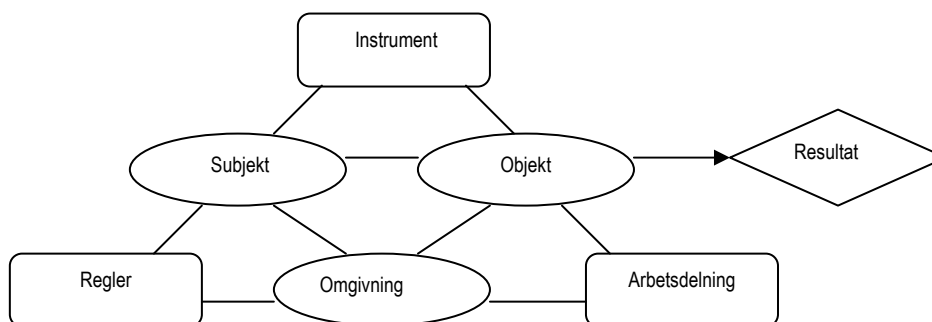 Instrument
Subjekt
Objekt
Resultat
Regler
Omgivning
Arbetsdelning